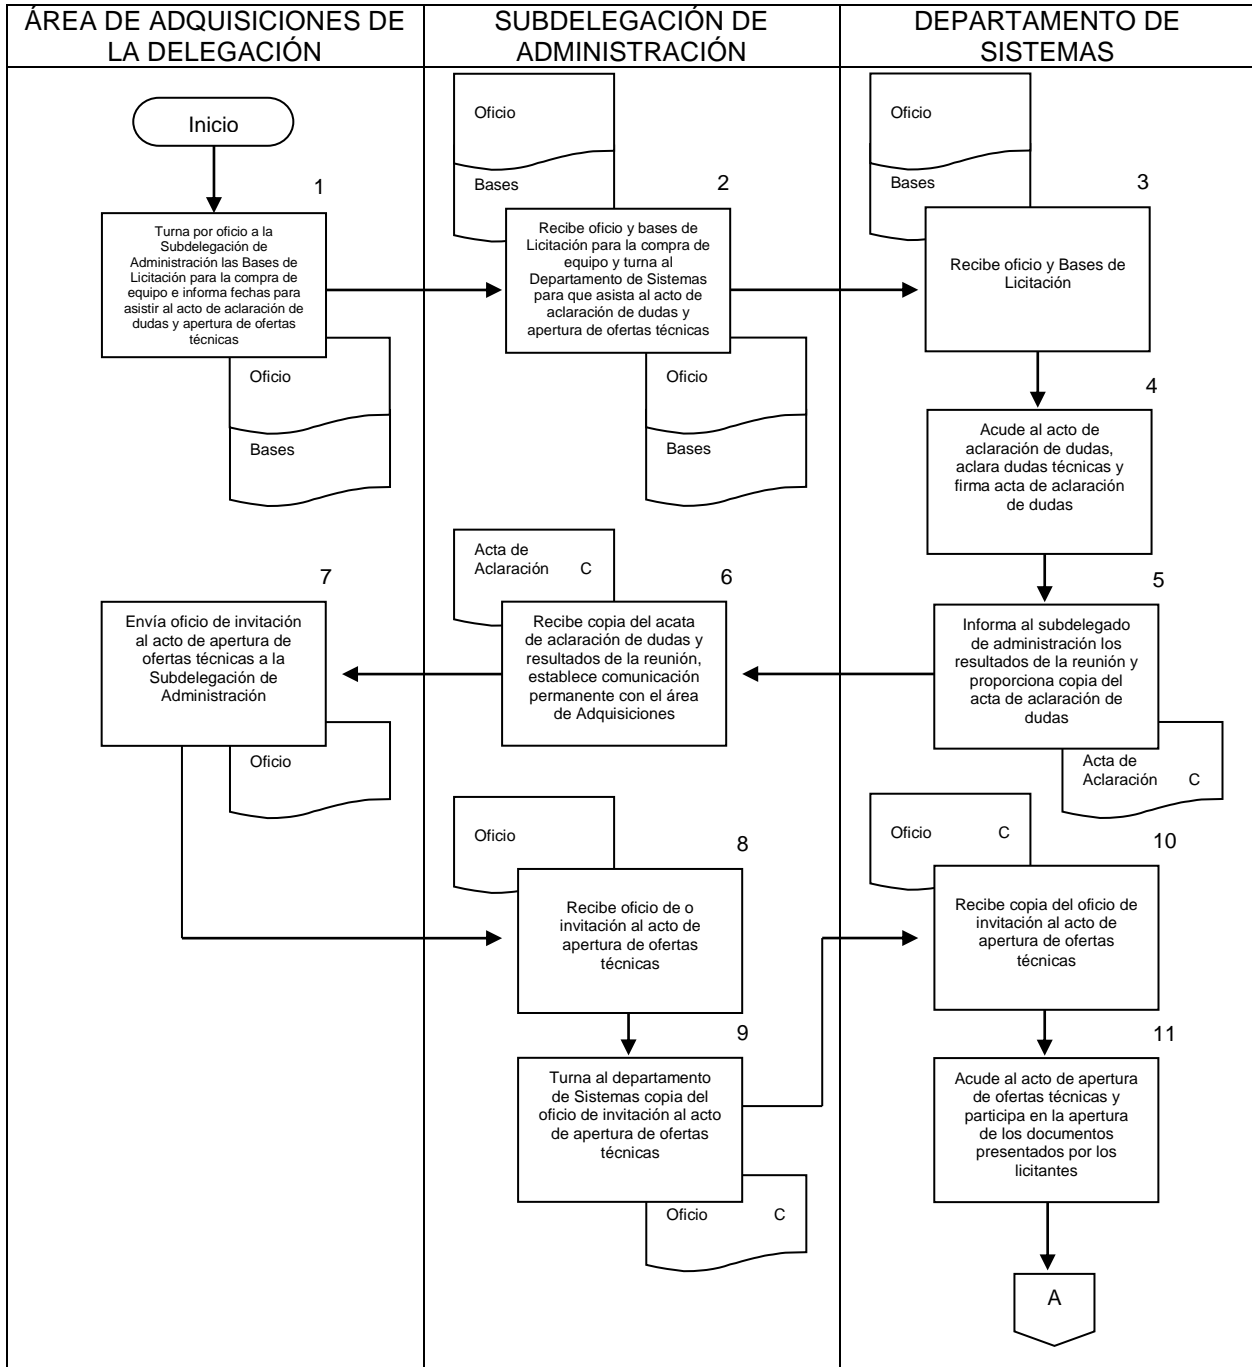 ÁREA DE ADQUISICIONES DE
LA DELEGACIÓN
SUBDELEGACIÓN DE
ADMINISTRACIÓN
DEPARTAMENTO DE
SISTEMAS
Inicio
1
Turna por oficio a la
Subdelegación de
Administración las Bases de
Licitación para la compra de
equipo e informa fechas para
asistir al acto de aclaración de
dudas y apertura de ofertas
técnicas
Oficio
Bases
Oficio
Bases
2
Recibe oficio y bases de
Licitación para la compra de
equipo y turna al
Departamento de Sistemas
para que asista al acto de
aclaración de dudas y
apertura de ofertas técnicas
Oficio
Bases
Oficio
Bases
3
Recibe oficio y Bases de
Licitación
4
Acude al acto de
aclaración de dudas,
aclara dudas técnicas y
firma acta de aclaración
de dudas
5
Informa al subdelegado
de administración los
resultados de la reunión y
proporciona copia del
acta de aclaración de
dudas
Acta de
Aclaración C
Acta de
Aclaración C
6
Recibe copia del acata
de aclaración de dudas y
resultados de la reunión,
establece comunicación
permanente con el área
de Adquisiciones
7
Envía oficio de invitación
al acto de apertura de
ofertas técnicas a la
Subdelegación de
Administración
Oficio
Oficio
8
Recibe oficio de o
invitación al acto de
apertura de ofertas
técnicas
9
Turna al departamento
de Sistemas copia del
oficio de invitación al acto
de apertura de ofertas
técnicas
Oficio C
Oficio C
10
Recibe copia del oficio de
invitación al acto de
apertura de ofertas
técnicas
11
Acude al acto de apertura
de ofertas técnicas y
participa en la apertura
de los documentos
presentados por los
licitantes
A